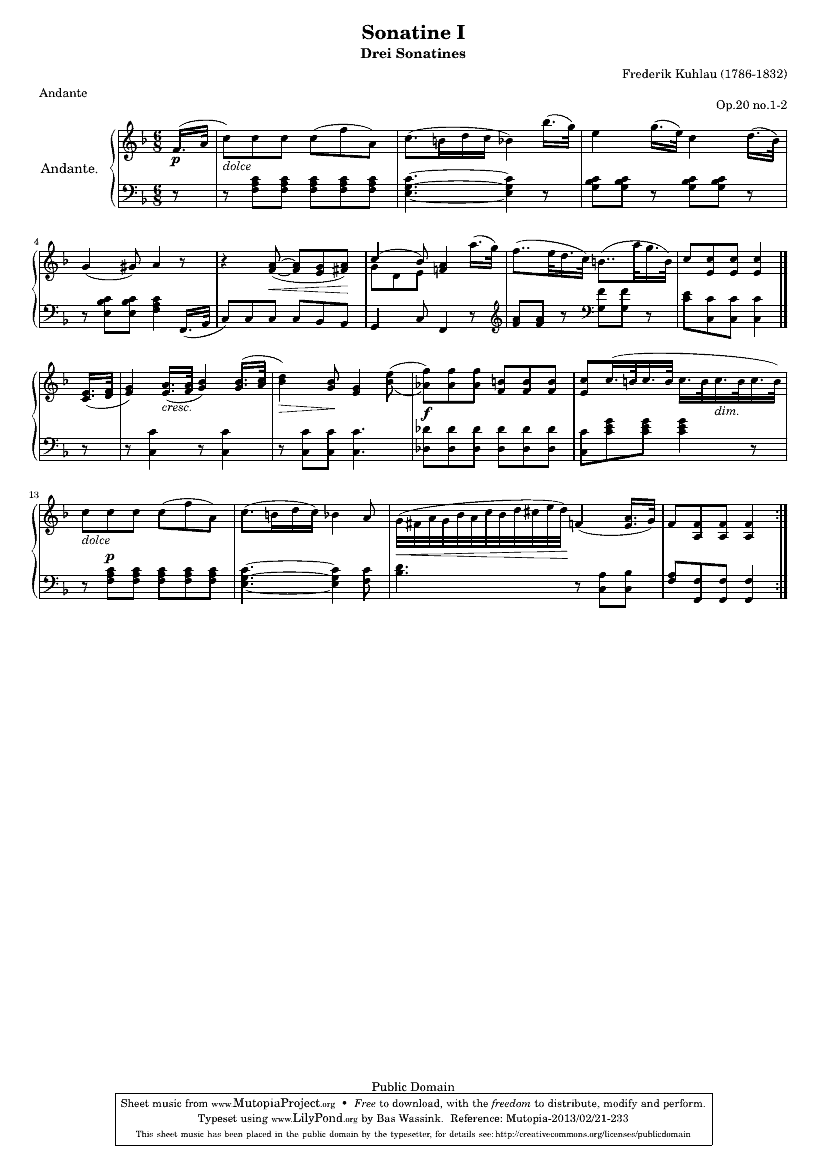 Sonatine I
Drei Sonatines
Frederik Kuhlau (1786-1832)
Andante
Op.20 no.1-2
Andante.
p
dolce
4
cresc.
f
dim.
13
dolce
p
Public Domain
Sheet music from www.MutopiaProject.org • Free to download, with the freedom to distribute, modify and perform.
Typeset using www.LilyPond.org by Bas Wassink. Reference: Mutopia-2013/02/21-233
This sheet music has been placed in the public domain by the typesetter, for details see: http://creativecommons.org/licenses/publicdomain